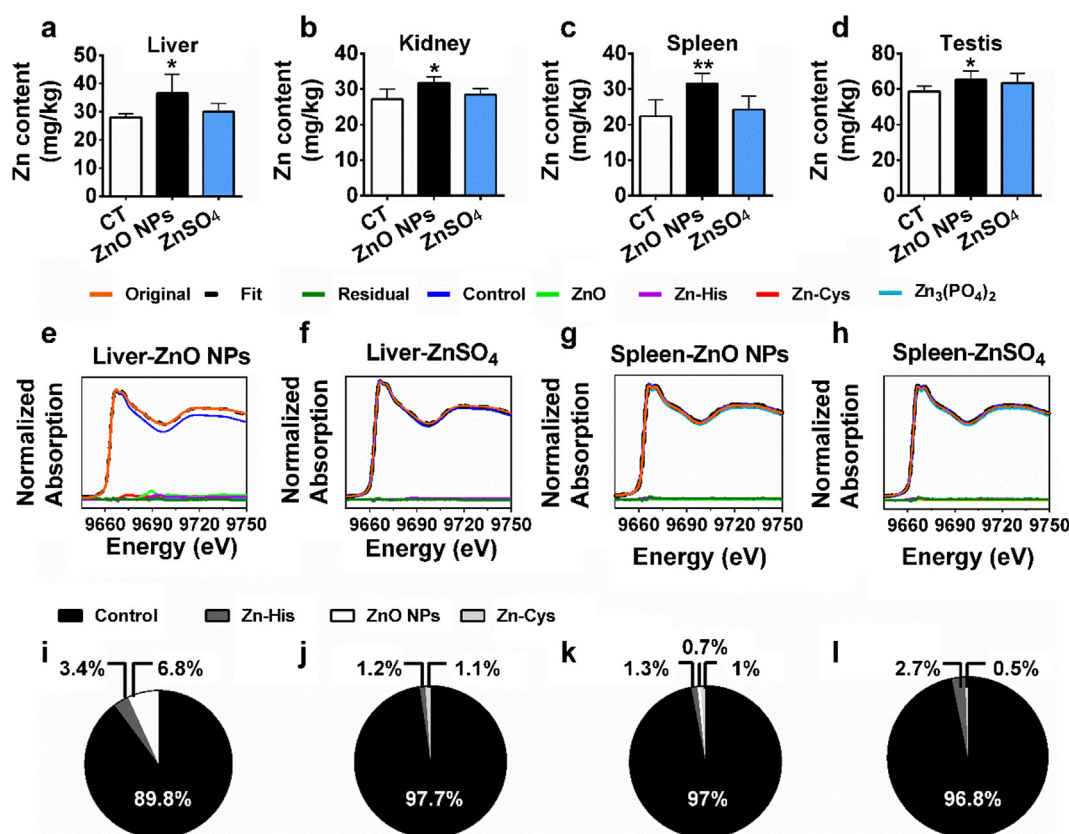 a
Liver
Zn content
(mg/kg)
50
40
30
20
10
0
*
CT
ZnO NPs
ZnSO4
b
Kidney
Zn content
(mg/kg)
40
30
20
10
0
*
CT
ZnO NPs
ZnSO4
c
Spleen
Zn content
(mg/kg)
40
30
20
10
0
**
CT
ZnO NPs
ZnSO4
d
Testis
Zn content
(mg/kg)
80
60
40
20
0
*
CT
ZnO NPs
ZnSO4
Original Fit Residual Control ZnO Zn-His Zn-Cys Zn3(PO4)2
e
Liver-ZnO NPs
Normalized
Absorption
9660 9690 9720 9750
Energy (eV)
f
Liver-ZnSO4
Normalized
Absorption
9660 9690 9720 9750
Energy (eV)
g
Spleen-ZnO NPs
Normalized
Absorption
9660 9690 9720 9750
Energy (eV)
h
Spleen-ZnSO4
Normalized
Absorption
9660 9690 9720 9750
Energy (eV)
Control Zn-His ZnO NPs Zn-Cys
i
3.4% 6.8%
89.8%
j
1.2% 1.1%
97.7%
k
0.7%
1.3% 1%
97%
l
2.7% 0.5%
96.8%